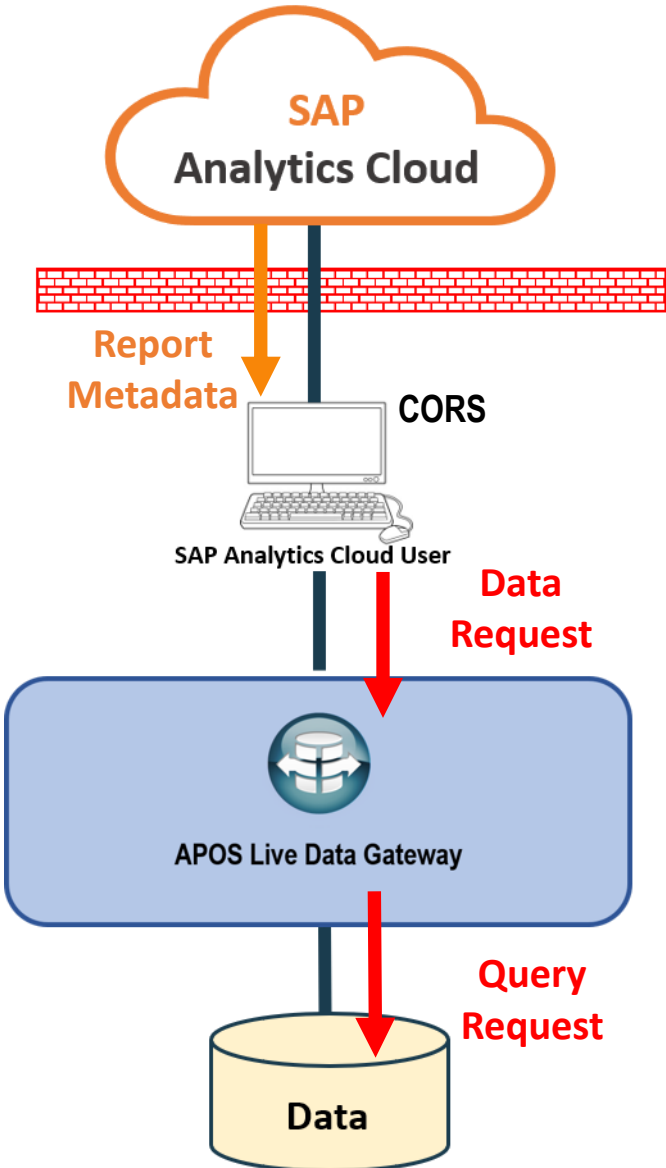 SAP
Analytics Cloud
Report
Metadata
CORS
SAP Analytics Cloud User
Data
Request
APOS Live Data Gateway
Query
Request
Data